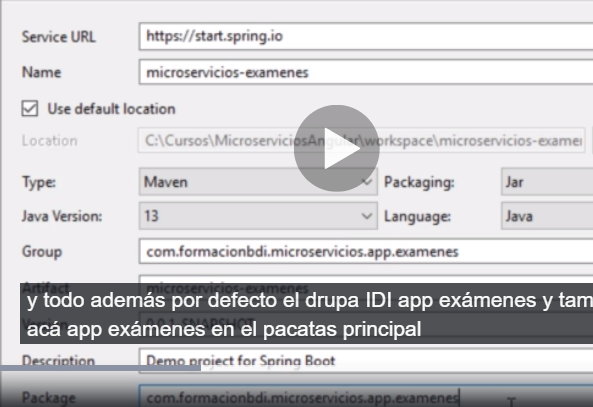 Service URL https://start.spring.io
Name microservicios-examenes
Use default location
Location C:\Cursos\MicroserviciosAngular\workspace\microservicios-examen
Type: Maven Packaging: Jar
Java Version: 13 Language: Java
Group com.formacionbdi.microservicios.app.examenes
Artifact microservicios-examenes
y todo además por defecto el drupa IDI app exámenes y tam
Version 0.0.1-SNAPSHOT
acá app exámenes en el pacatas principal
Description Demo project for Spring Boot
Package com.formacionbdi.microservicios.app.examenes